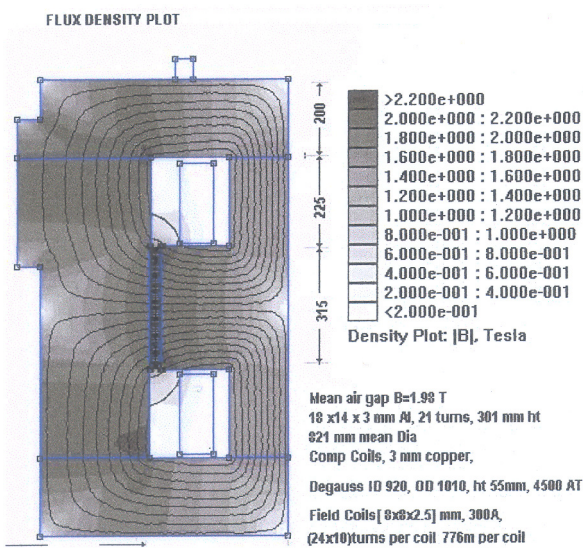 FLUX DENSITY PLOT
200
225
315
>2.200e+000
2.000e+000 : 2.200e+000
1.800e+000 : 2.000e+000
1.600e+000 : 1.800e+000
1.400e+000 : 1.600e+000
1.200e+000 : 1.400e+000
1.000e+000 : 1.200e+000
8.000e-001 : 1.000e+000
6.000e-001 : 8.000e-001
4.000e-001 : 6.000e-001
2.000e-001 : 4.000e-001
<2.000e-001
Density Plot: |B|, Tesla
Mean air gap B=1.98 T
18 x14 x 3 mm Al, 21 turns, 301 mm ht
821 mm mean Dia
Comp Coils, 3 mm copper,
Degauss ID 920, OD 1010, ht 55mm, 4500 AT
Field Coils[ 8x8x2.5] mm, 300A,
(24x10)turns per coil 776m per coil